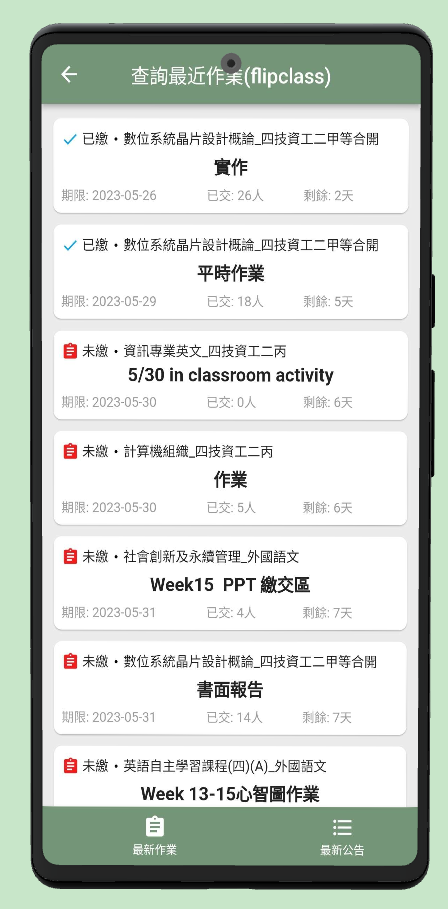 查詢最近作業(flipclass)
已繳 • 數位系統晶片設計概論_四技資工二甲等合開
實作
期限: 2023-05-26 已交: 26人 剩餘: 2天
已繳 • 數位系統晶片設計概論_四技資工二甲等合開
平時作業
期限: 2023-05-29 已交: 18人 剩餘: 5天
未繳 • 資訊專業英文_四技資工二丙
5/30 in classroom activity
期限: 2023-05-30 已交: 0人 剩餘: 6天
未繳 • 計算機組織_四技資工二丙
作業
期限: 2023-05-30 已交: 5人 剩餘: 6天
未繳 • 社會創新及永續管理_外國語文
Week15 PPT 繳交區
期限: 2023-05-31 已交: 4人 剩餘: 7天
未繳 • 數位系統晶片設計概論_四技資工二甲等合開
書面報告
期限: 2023-05-31 已交: 14人 剩餘: 7天
未繳 • 英語自主學習課程(四)(A)_外國語文
Week 13-15心智圖作業
最新作業 最新公告